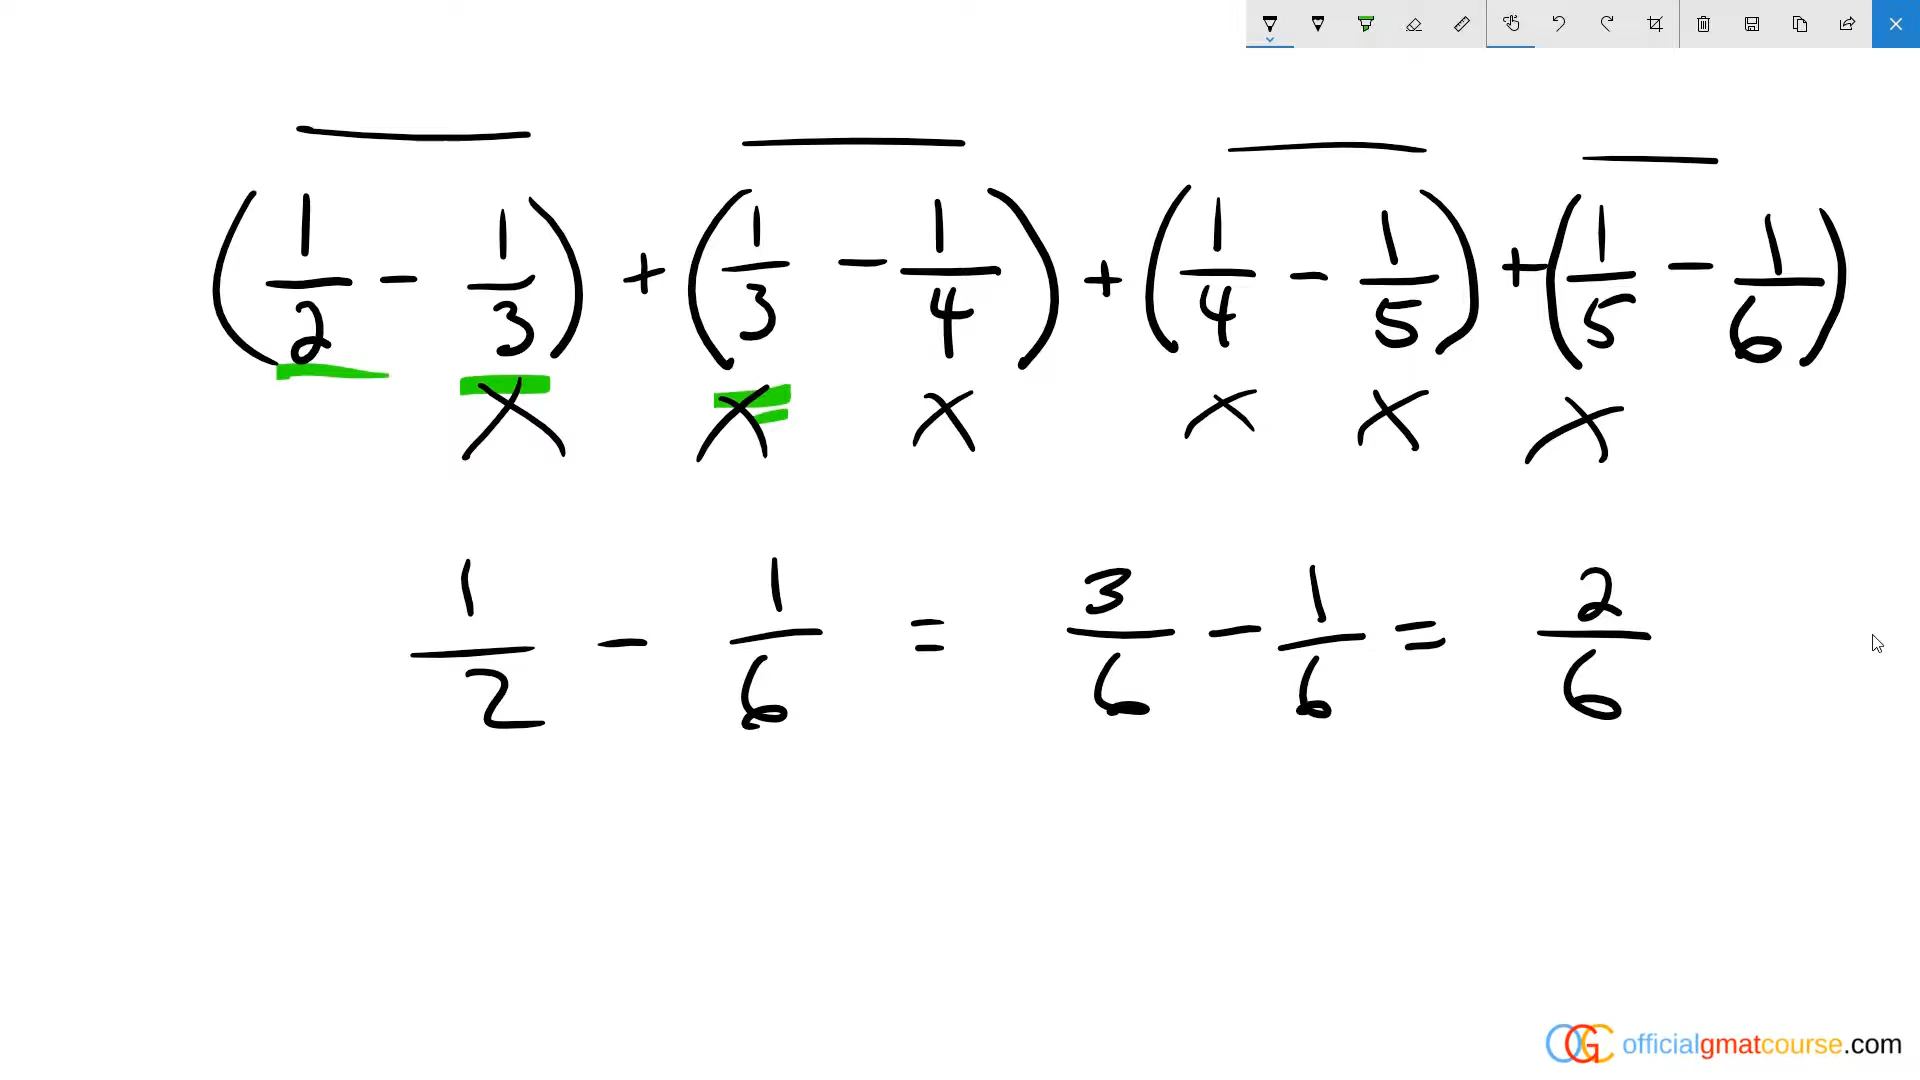 (1/2 - 1/3) + (1/3 - 1/4) + (1/4 - 1/5) + (1/5 - 1/6)
x x x x x x
1/2 - 1/6 = 3/6 - 1/6 = 2/6
OGC officialgmatcourse.com